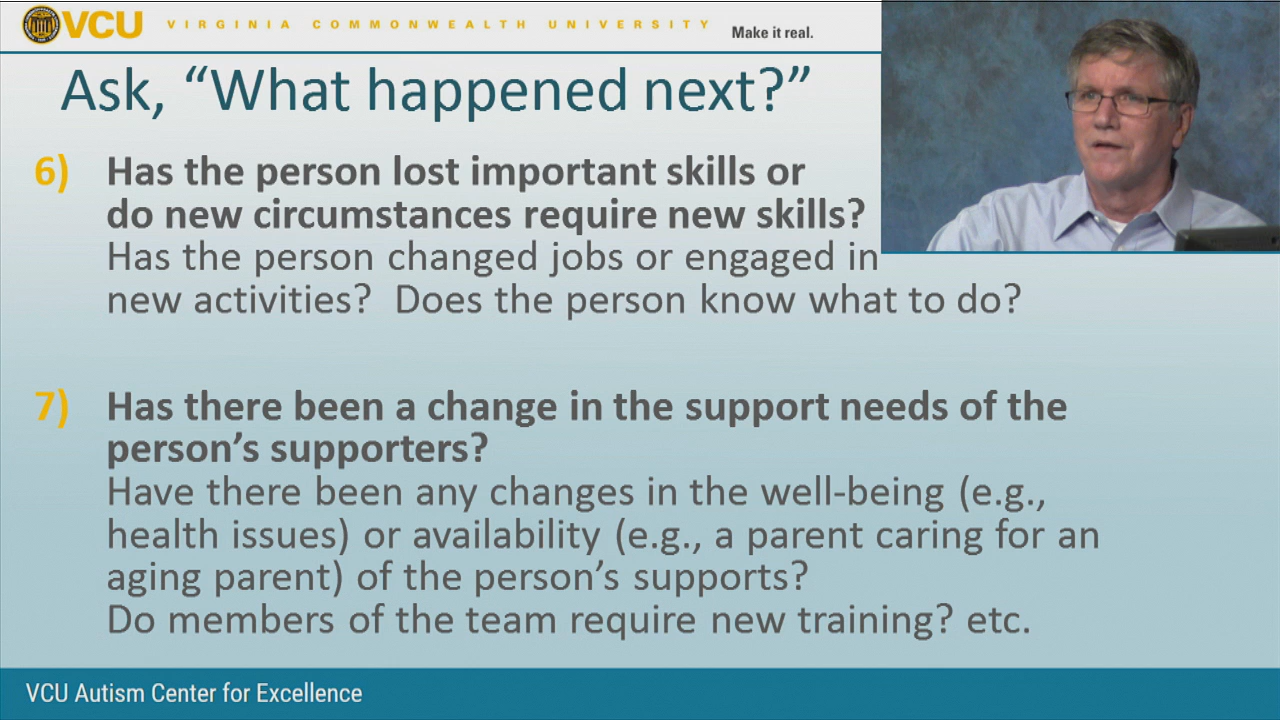 VCU VIRGINIA COMMONWEALTH UNIVERSITY
Make it real.
Ask, “What happened next?”
6) Has the person lost important skills or
do new circumstances require new skills?
Has the person changed jobs or engaged in
new activities? Does the person know what to do?
7) Has there been a change in the support needs of the
person’s supporters?
Have there been any changes in the well-being (e.g.,
health issues) or availability (e.g., a parent caring for an
aging parent) of the person’s supports?
Do members of the team require new training? etc.
VCU Autism Center for Excellence